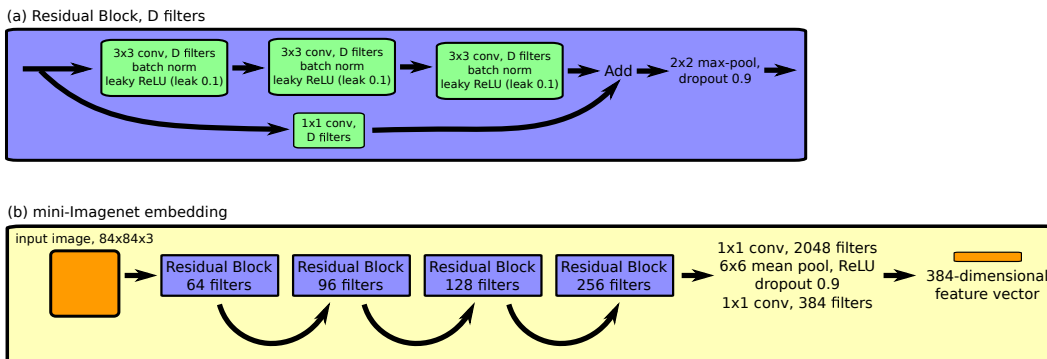 (a) Residual Block, D filters
3x3 conv, D filters
batch norm
leaky ReLU (leak 0.1)
3x3 conv, D filters
batch norm
leaky ReLU (leak 0.1)
3x3 conv, D filters
batch norm
leaky ReLU (leak 0.1)
Add
2x2 max-pool,
dropout 0.9
1x1 conv,
D filters
(b) mini-Imagenet embedding
input image, 84x84x3
Residual Block
64 filters
Residual Block
96 filters
Residual Block
128 filters
Residual Block
256 filters
1x1 conv, 2048 filters
6x6 mean pool, ReLU
dropout 0.9
1x1 conv, 384 filters
384-dimensional
feature vector